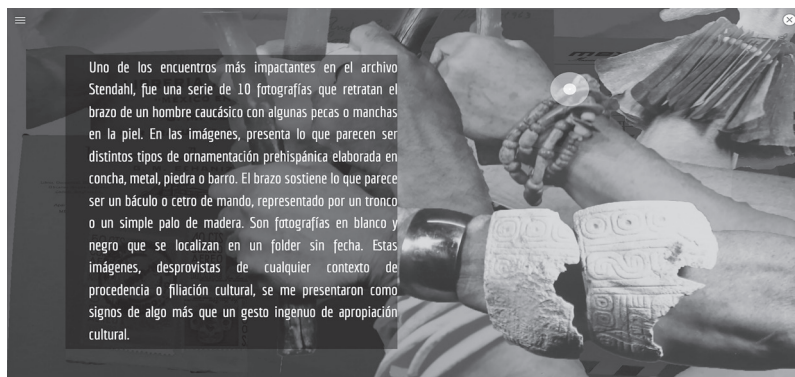 Uno de los encuentros más impactantes en el archivo
Stendahl, fue una serie de 10 fotografías que retratan el
brazo de un hombre caucásico con algunas pecas o manchas
en la piel. En las imágenes, presenta lo que parecen ser
distintos tipos de ornamentación prehispánica elaborada en
concha, metal, piedra o barro. El brazo sostiene lo que parece
ser un báculo o cetro de mando, representado por un tronco
o un simple palo de madera. Son fotografías en blanco y
negro que se localizan en un folder sin fecha. Estas
imágenes, desprovistas de cualquier contexto de
procedencia o filiación cultural, se me presentaron como
signos de algo más que un gesto ingenuo de apropiación
cultural.